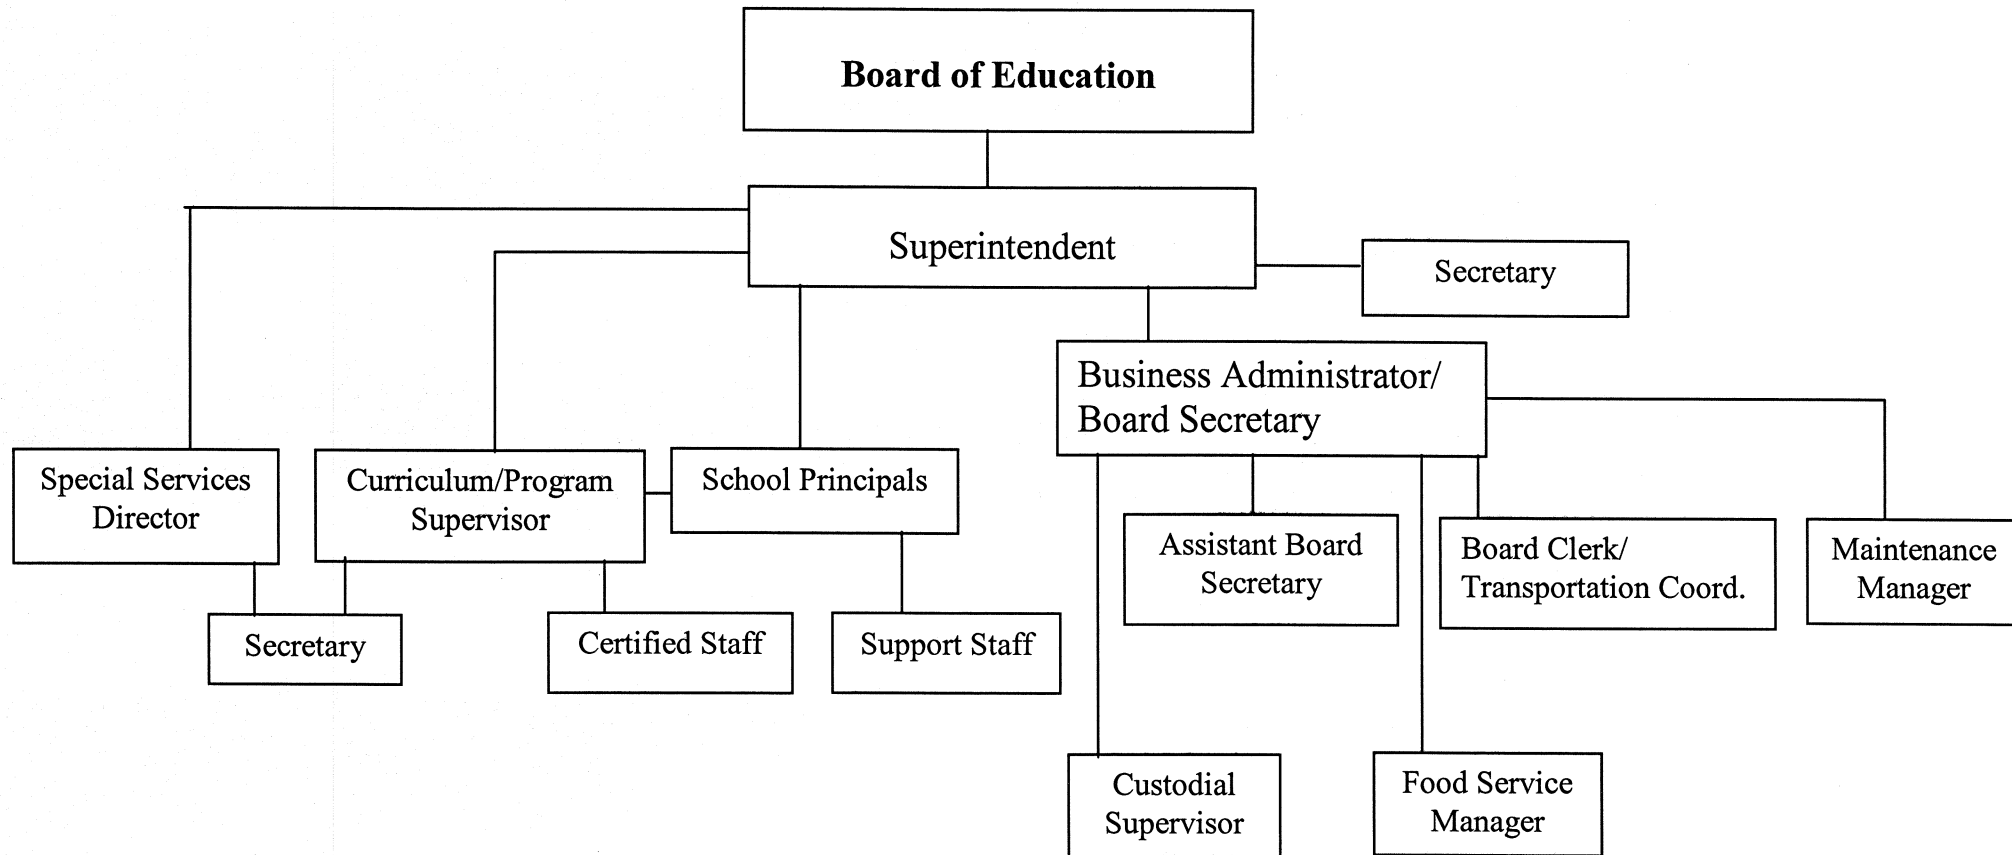 Board of Education
Superintendent
Secretary
Business Administrator/
Board Secretary
Special Services
Director
Curriculum/Program
Supervisor
School Principals
Assistant Board
Secretary
Board Clerk/
Transportation Coord.
Maintenance
Manager
Secretary
Certified Staff
Support Staff
Custodial
Supervisor
Food Service
Manager